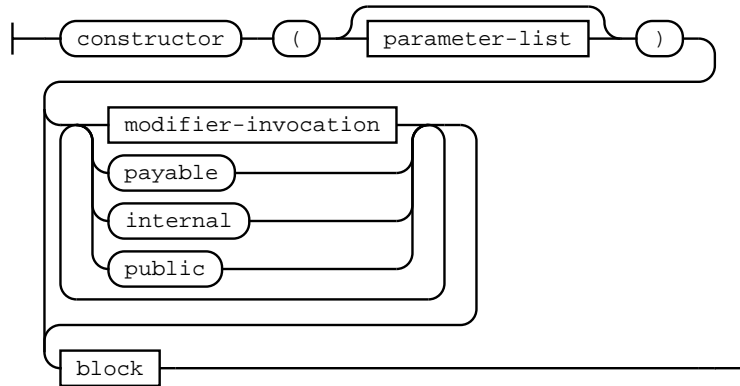 constructor ( parameter-list )
modifier-invocation
payable
internal
public
block